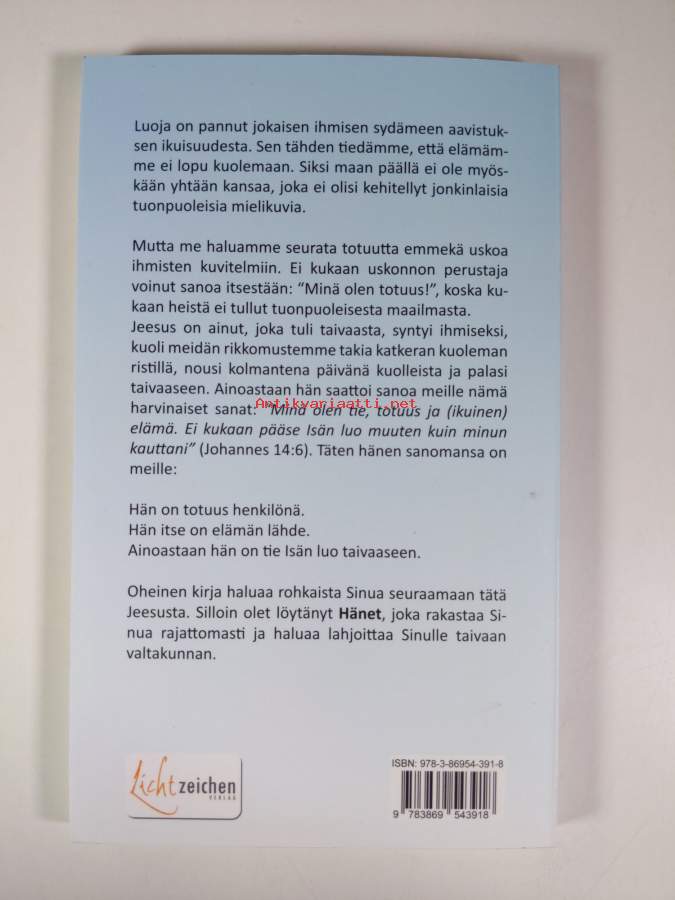 Luoja on pannut jokaisen ihmisen sydämeen aavistuk-
sen ikuisuudesta. Sen tähden tiedämme, että elämäm-
me ei lopu kuolemaan. Siksi maan päällä ei ole myös-
kään yhtään kansaa, joka ei olisi kehitellyt jonkinlaisia
tuonpuoleisia mielikuvia.
Mutta me haluamme seurata totuutta emmekä uskoa
ihmisten kuvitelmiin. Ei kukaan uskonnon perustaja
voinut sanoa itsestään: “Minä olen totuus!”, koska ku-
kaan heistä ei tullut tuonpuoleisesta maailmasta.
Jeesus on ainut, joka tuli taivaasta, syntyi ihmiseksi,
kuoli meidän rikkomustemme takia katkeran kuoleman
ristillä, nousi kolmantena päivänä kuolleista ja palasi
taivaaseen. Ainoastaan hän saattoi sanoa meille nämä
harvinaiset sanat: “Minä olen tie, totuus ja (ikuinen)
elämä. Ei kukaan pääse Isän luo muuten kuin minun
kauttani” (Johannes 14:6). Täten hänen sanomansa on
meille:
Hän on totuus henkilönä.
Hän itse on elämän lähde.
Ainoastaan hän on tie Isän luo taivaaseen.
Oheinen kirja haluaa rohkaista Sinua seuraamaan tätä
Jeesusta. Silloin olet löytänyt Hänet, joka rakastaa Si-
nua rajattomasti ja haluaa lahjoittaa Sinulle taivaan
valtakunnan.
Antikvariaatti.net
Lichtzeichen
VERLAG
ISBN: 978-3-86954-391-8
9 783869 543918